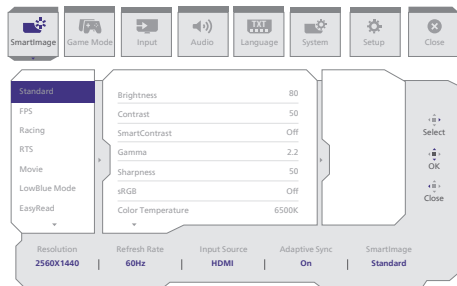 SmartImage Game Mode Input Audio TXT Language System Setup Close
Standard
FPS
Racing
RTS
Movie
LowBlue Mode
EasyRead
Brightness 80
Contrast 50
SmartContrast Off
Gamma 2.2
Sharpness 50
sRGB Off
Color Temperature 6500K
Select
OK
Close
Resolution Refresh Rate Input Source Adaptive Sync SmartImage
2560X1440 | 60Hz | HDMI | On | Standard